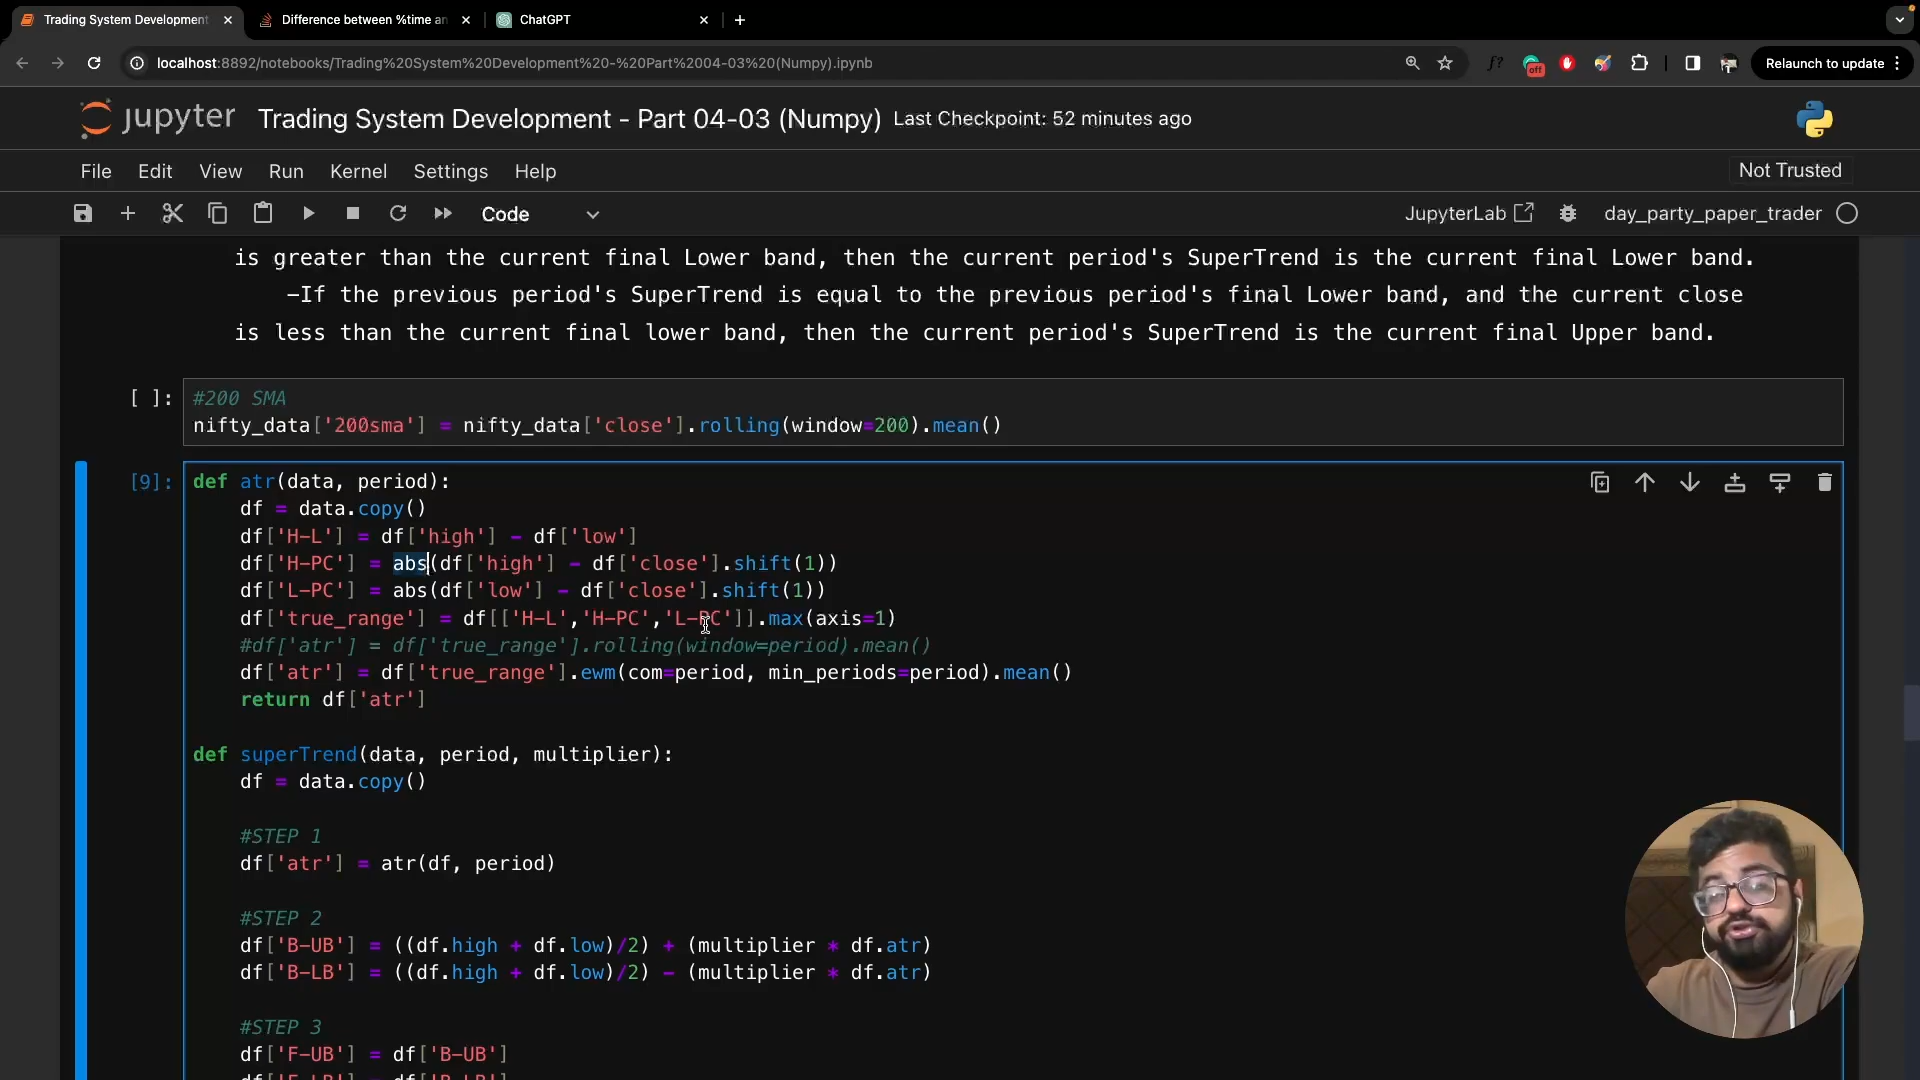 Trading System Development
Difference between %time an
ChatGPT
localhost:8892/notebooks/Trading%20System%20Development%20-%20Part%2004-03%20(Numpy).ipynb
f?
off
Relaunch to update
jupyter
Trading System Development - Part 04-03 (Numpy)
Last Checkpoint: 52 minutes ago
File Edit View Run Kernel Settings Help
Not Trusted
Code
JupyterLab
day_party_paper_trader
is greater than the current final Lower band, then the current period's SuperTrend is the current final Lower band.
-If the previous period's SuperTrend is equal to the previous period's final Lower band, and the current close
is less than the current final lower band, then the current period's SuperTrend is the current final Upper band.
[ ]:
#200 SMA
nifty_data['200sma'] = nifty_data['close'].rolling(window=200).mean()
[9]:
def atr(data, period):
    df = data.copy()
    df['H-L'] = df['high'] - df['low']
    df['H-PC'] = abs(df['high'] - df['close'].shift(1))
    df['L-PC'] = abs(df['low'] - df['close'].shift(1))
    df['true_range'] = df[['H-L','H-PC','L-PC']].max(axis=1)
    #df['atr'] = df['true_range'].rolling(window=period).mean()
    df['atr'] = df['true_range'].ewm(com=period, min_periods=period).mean()
    return df['atr']
def superTrend(data, period, multiplier):
    df = data.copy()
    #STEP 1
    df['atr'] = atr(df, period)
    #STEP 2
    df['B-UB'] = ((df.high + df.low)/2) + (multiplier * df.atr)
    df['B-LB'] = ((df.high + df.low)/2) - (multiplier * df.atr)
    #STEP 3
    df['F-UB'] = df['B-UB']